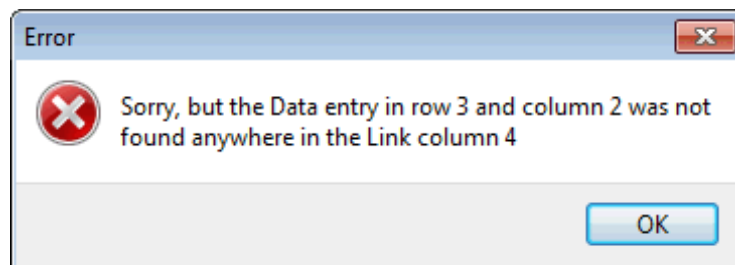 Error
Sorry, but the Data entry in row 3 and column 2 was not
found anywhere in the Link column 4
OK